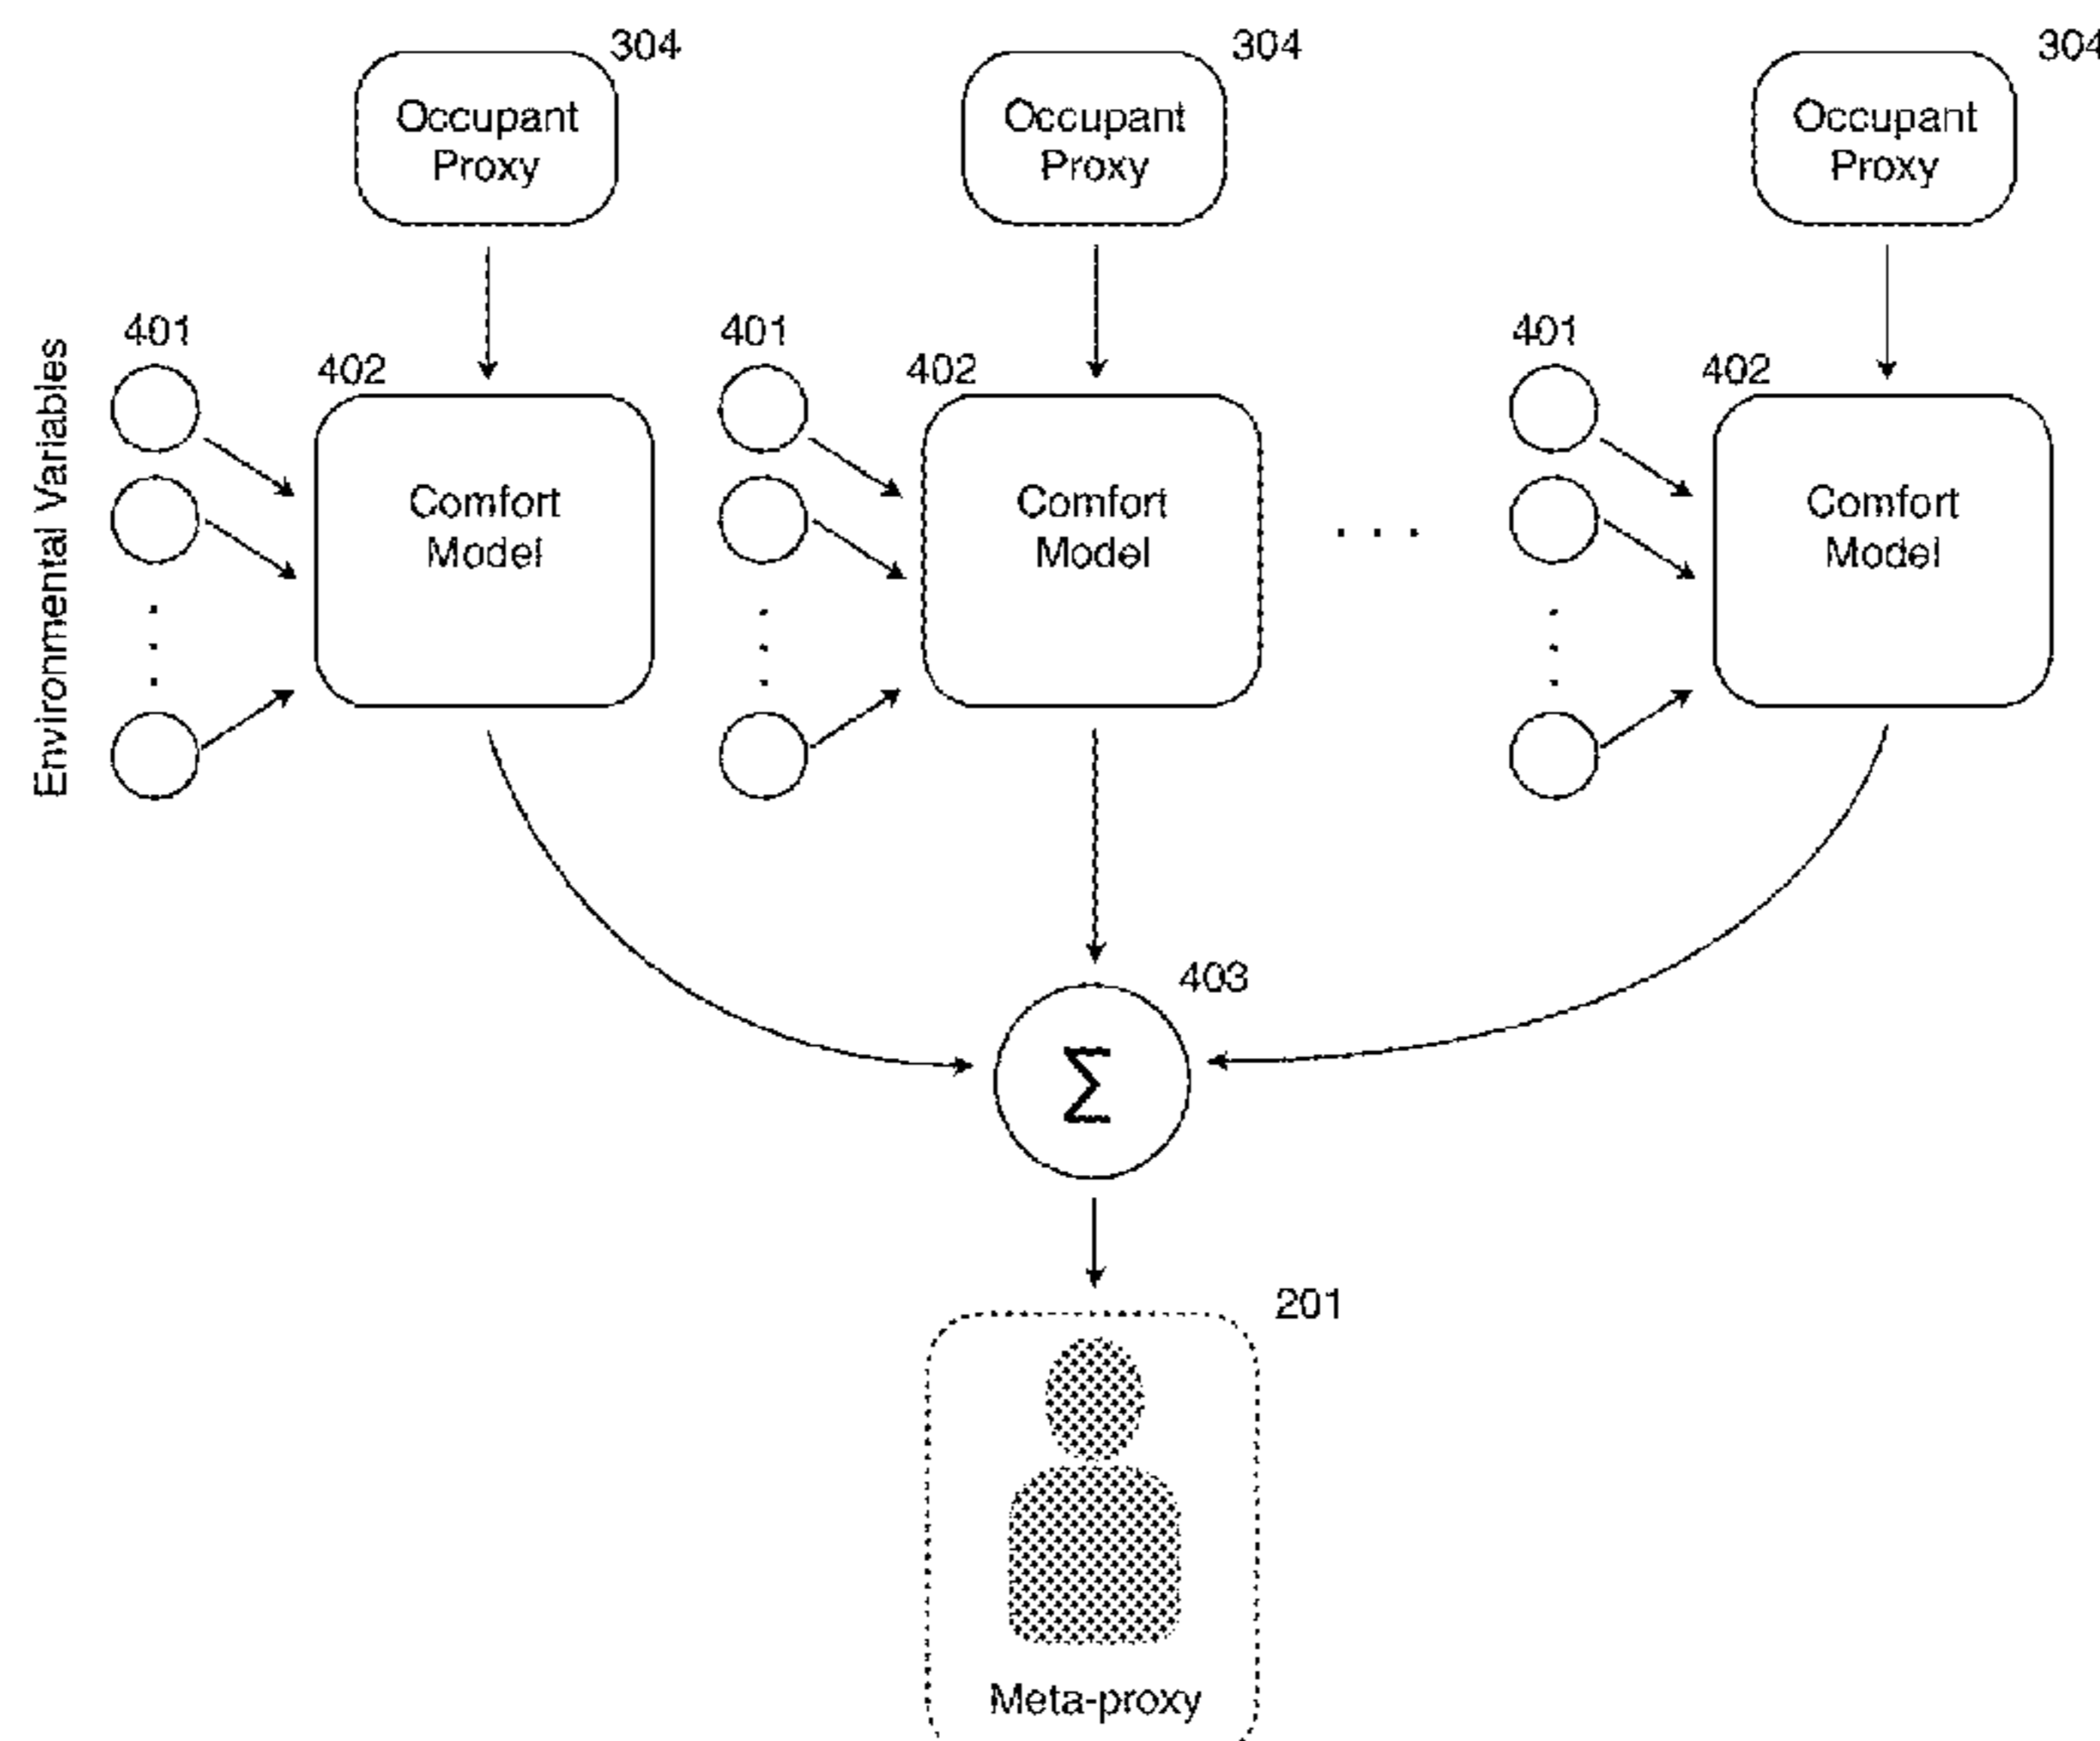 304
304
304
Occupant
Proxy
Occupant
Proxy
Occupant
Proxy
Environmental Variables
401
401
401
402
402
402
Comfort
Model
Comfort
Model
. . .
Comfort
Model
403
Σ
201
Meta-proxy